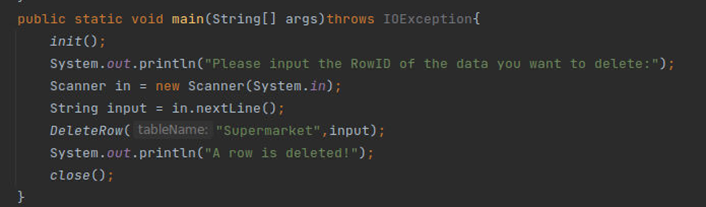 public static void main(String[] args)throws IOException{
init();
System.out.println("Please input the RowID of the data you want to delete:");
Scanner in = new Scanner(System.in);
String input = in.nextLine();
DeleteRow( tableName: "Supermarket",input);
System.out.println("A row is deleted!");
close();
}